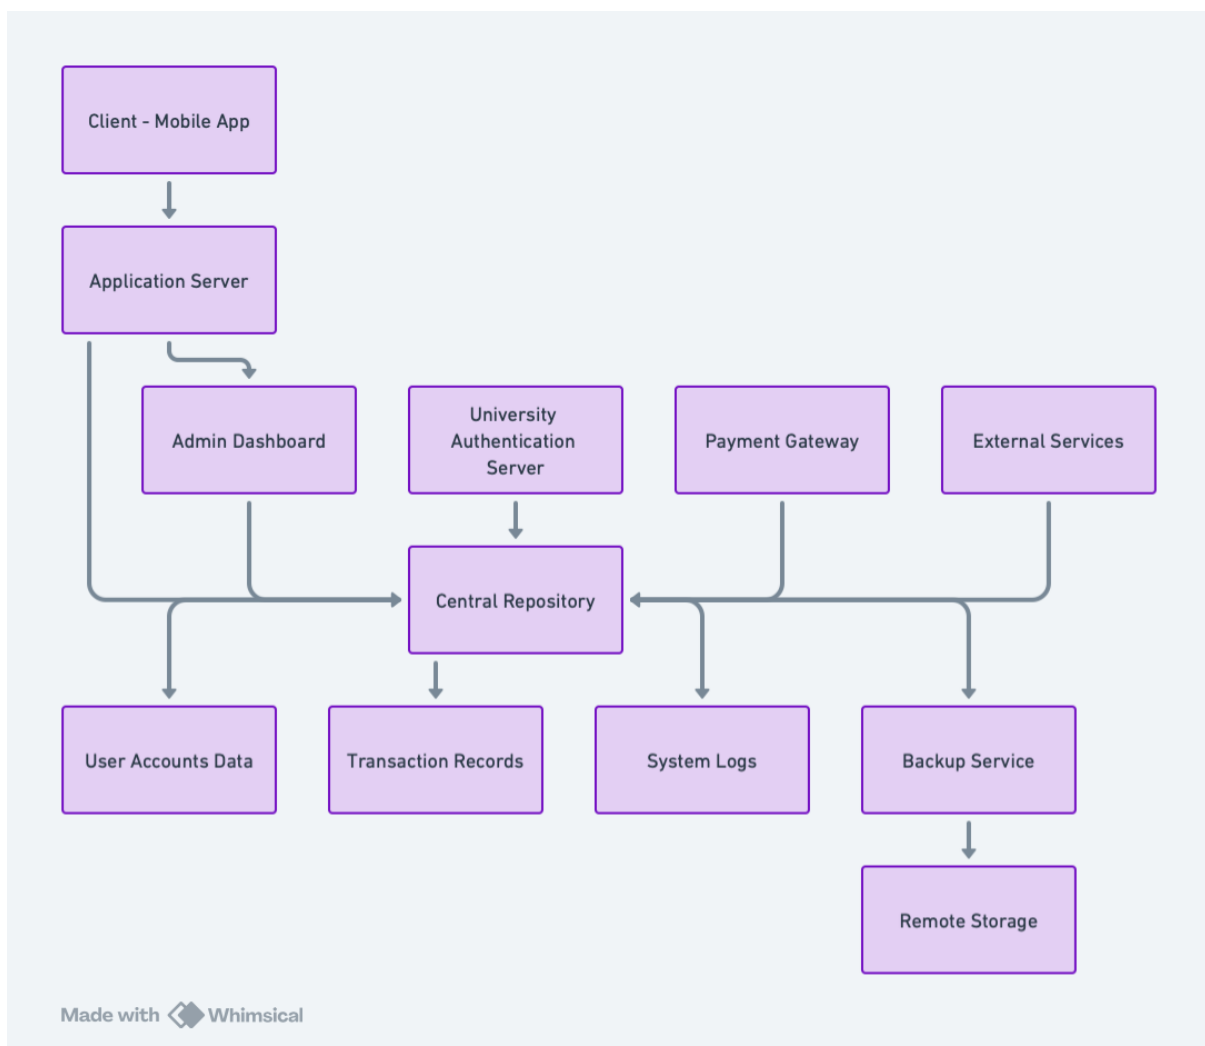 Client - Mobile App
Application Server
Admin Dashboard
University
Authentication
Server
Payment Gateway
External Services
Central Repository
User Accounts Data
Transaction Records
System Logs
Backup Service
Remote Storage
Made with Whimsical